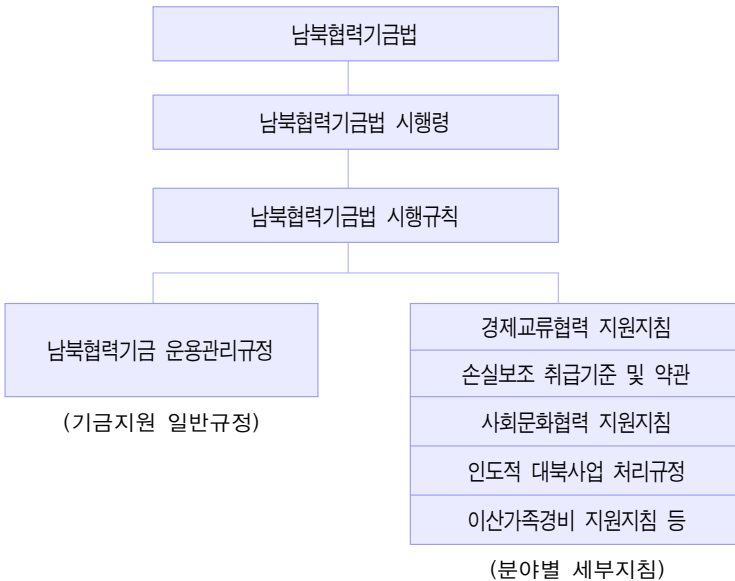 남북협력기금법
남북협력기금법 시행령
남북협력기금법 시행규칙
남북협력기금 운용관리규정
(기금지원 일반규정)
경제교류협력 지원지침
손실보조 취급기준 및 약관
사회문화협력 지원지침
인도적 대북사업 처리규정
이산가족경비 지원지침 등
(분야별 세부지침)